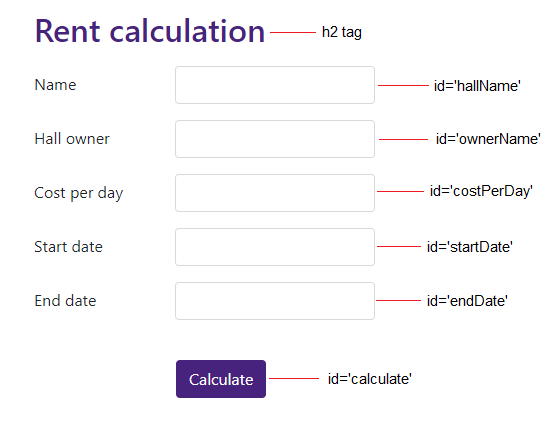 Rent calculation h2 tag
Name id='hallName'
Hall owner id='ownerName'
Cost per day id='costPerDay'
Start date id='startDate'
End date id='endDate'
Calculate id='calculate'